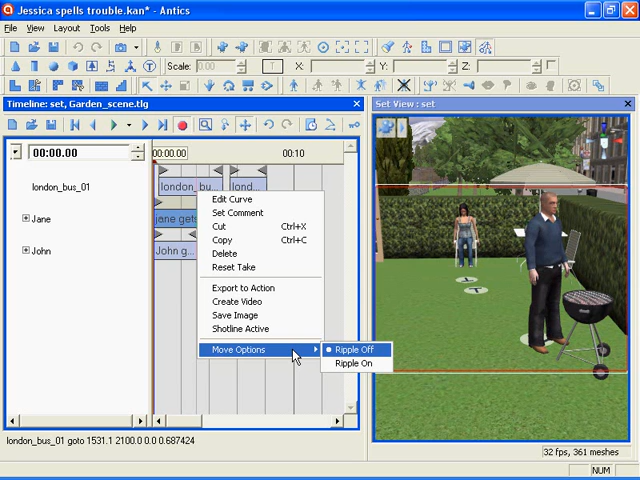 Jessica spells trouble.kan* - Antics
File View Layout Tools Help
Scale: 0.00 X: Y: Z:
Timeline: set, Garden_scene.tlg
Set View : set
00:00.00
00:00.00 00:10
london_bus_01
london_bu...
lond...
Jane
jane gets
John
John g...
Edit Curve
Set Comment
Cut Ctrl+X
Copy Ctrl+C
Delete
Reset Take
Export to Action
Create Video
Save Image
Shotline Active
Move Options
Ripple Off
Ripple On
london_bus_01 goto 1531.1 2100.0 0.0 0.687424
32 fps, 361 meshes
NUM